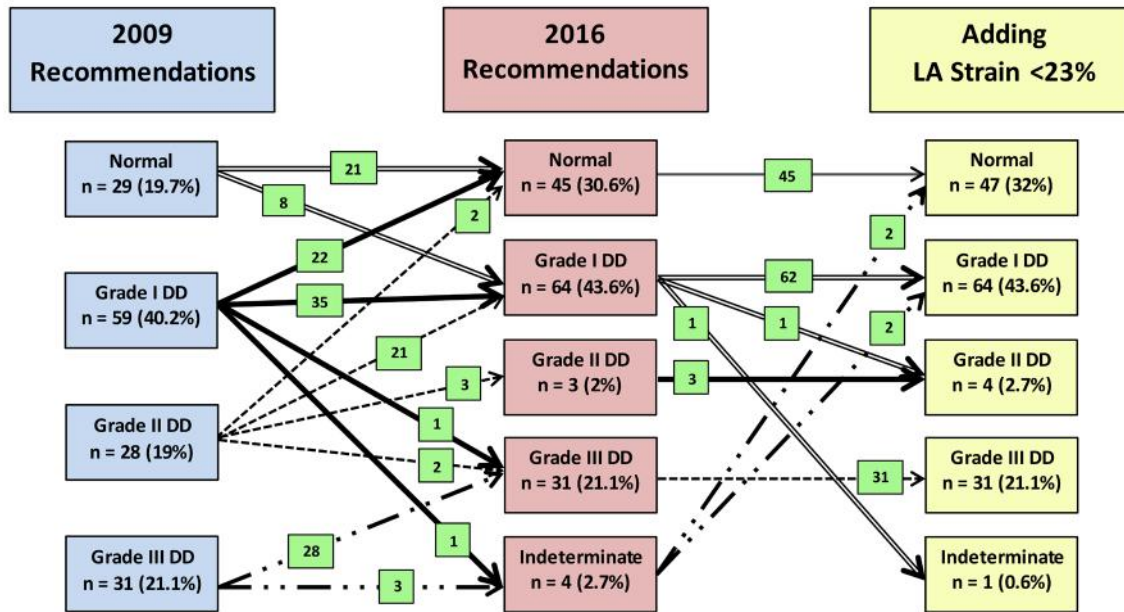 2009
Recommendations
2016
Recommendations
Adding
LA Strain <23%
Normal
n = 29 (19.7%)
21
Normal
n = 45 (30.6%)
45
Normal
n = 47 (32%)
8
2
2
22
Grade I DD
n = 59 (40.2%)
35
Grade I DD
n = 64 (43.6%)
62
Grade I DD
n = 64 (43.6%)
1
1
2
21
3
Grade II DD
n = 3 (2%)
3
Grade II DD
n = 4 (2.7%)
Grade II DD
n = 28 (19%)
1
2
Grade III DD
n = 31 (21.1%)
31
Grade III DD
n = 31 (21.1%)
Grade III DD
n = 31 (21.1%)
28
1
3
Indeterminate
n = 4 (2.7%)
Indeterminate
n = 1 (0.6%)